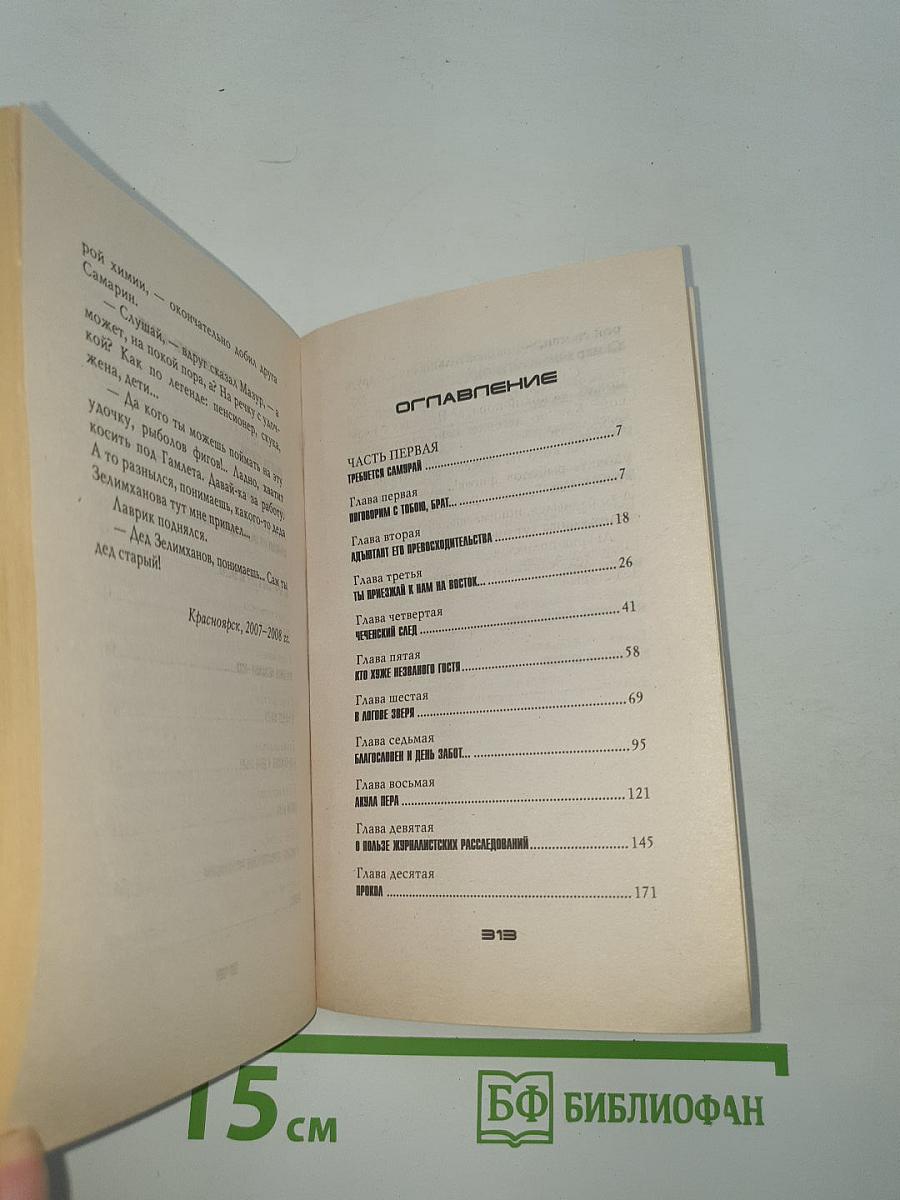 рой химии, — окончательно добил друга
Самарин.
— Слушай, — вдруг сказал Мазур, — а
может, на покой пора, а? На речку с удоч-
кой? Как по легенде: пенсионер, скука,
жена, дети...
— Да кого ты можешь поймать на эту
удочку, рыболов фигов!.. Ладно, хватит
косить под Гамлета. Давай-ка за работу.
А то разнылся, понимаешь, какого-то деда
Зелимханова тут мне приплел...
Лаврик поднялся.
— Дед Зелимханов, понимаешь... Сам ты
дед старый!
Красноярск, 2007–2008 гг.
ОГЛАВЛЕНИЕ
ЧАСТЬ ПЕРВАЯ
ТРЕБУЕТСЯ САМУРАЙ ........ 7
Глава первая
ПОГОВОРИМ С ТОБОЮ, БРАТ... ........ 7
Глава вторая
АДЪЮТАНТ ЕГО ПРЕВОСХОДИТЕЛЬСТВА ........ 18
Глава третья
ТЫ ПРИЕЗЖАЙ К НАМ НА ВОСТОК... ........ 26
Глава четвертая
ЧЕЧЕНСКИЙ СЛЕД ........ 41
Глава пятая
КТО ХУЖЕ НЕЗВАНОГО ГОСТЯ ........ 58
Глава шестая
В ЛОГОВЕ ЗВЕРЯ ........ 69
Глава седьмая
БЛАГОСЛОВЕН И ДЕНЬ ЗАБОТ... ........ 95
Глава восьмая
АКУЛА ПЕРА ........ 121
Глава девятая
О ПОЛЬЗЕ ЖУРНАЛИСТСКИХ РАССЛЕДОВАНИЙ ........ 145
Глава десятая
ПРОКОЛ ........ 171
313
15 см
БФ БИБЛИОФАН